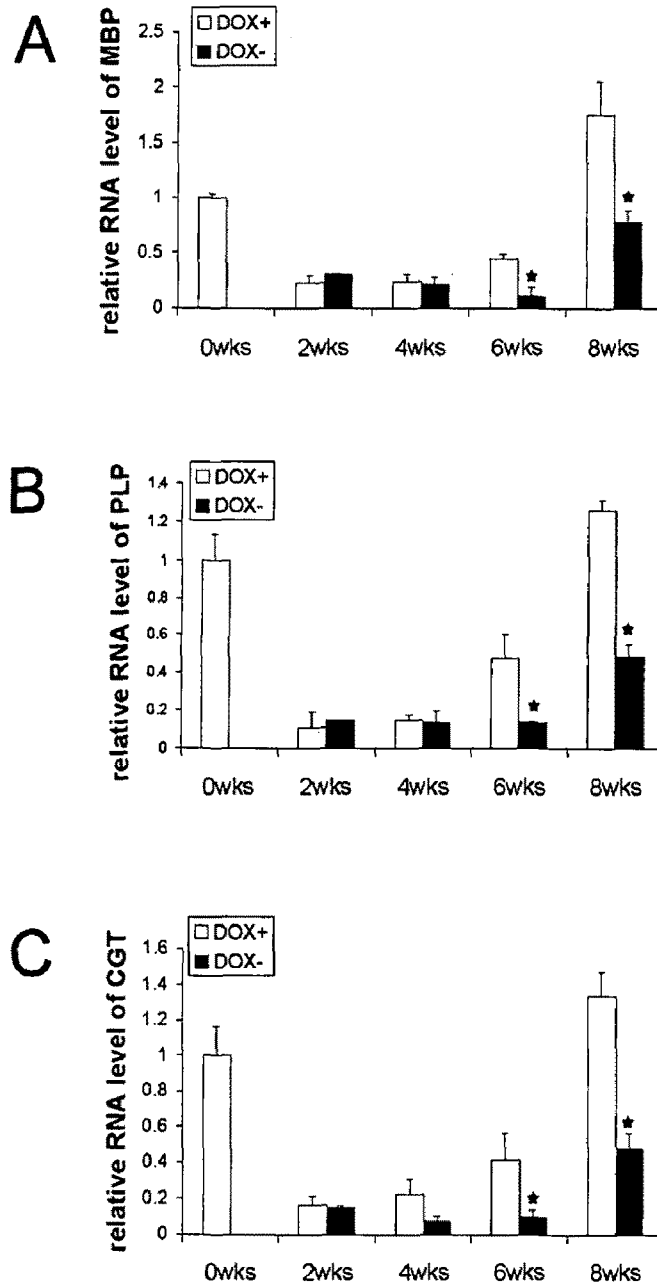 A
relative RNA level of MBP
DOX+
DOX-
2.5
2
1.5
1
0.5
0
0wks 2wks 4wks 6wks 8wks
B
relative RNA level of PLP
DOX+
DOX-
1.4
1.2
1
0.8
0.6
0.4
0.2
0
0wks 2wks 4wks 6wks 8wks
C
relative RNA level of CGT
DOX+
DOX-
1.6
1.4
1.2
1
0.8
0.6
0.4
0.2
0
0wks 2wks 4wks 6wks 8wks